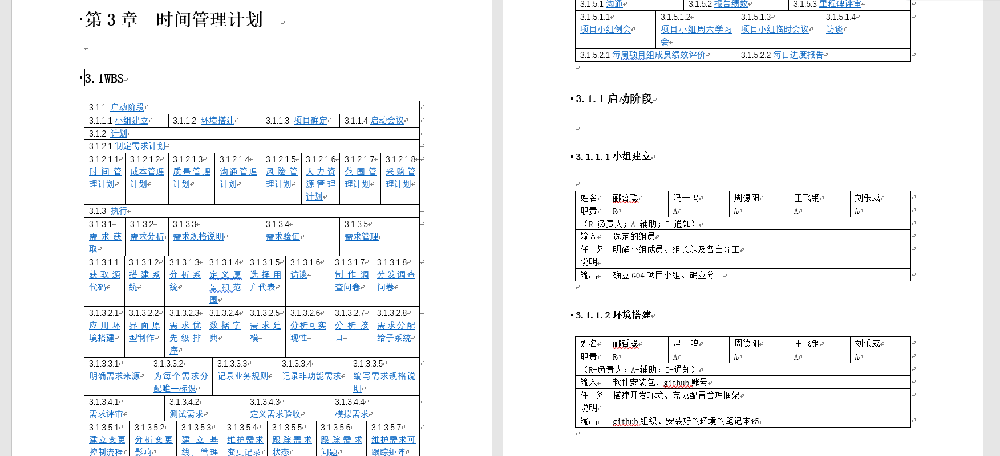 第 3 章　时间管理计划
3.1WBS
3.1.1 启动阶段
3.1.1.1 小组建立 3.1.1.2 环境搭建 3.1.1.3 项目确定 3.1.1.4 启动会议
3.1.2 计划
3.1.2.1 制定需求计划
3.1.2.1.1 3.1.2.1.2 3.1.2.1.3 3.1.2.1.4 3.1.2.1.5 3.1.2.1.6 3.1.2.1.7 3.1.2.1.8
时间管 成本管理 质量管理 沟通管理 风险管 人力资 范围管 采购管
理计划 计划 计划 计划 理计划 源管理 理计划 理计划
计划
3.1.3 执行
3.1.3.1 3.1.3.2 3.1.3.3 3.1.3.4 3.1.3.5
需求获 需求分析 需求规格说明 需求验证 需求管理
取
3.1.3.1.1 3.1.3.1.2 3.1.3.1.3 3.1.3.1.4 3.1.3.1.5 3.1.3.1.6 3.1.3.1.7 3.1.3.1.8
获取源 搭建系 分析系 定义愿 选择用 访谈 制作调 分发调查
代码 统 统 景和范 户代表 查问卷 问卷
围
3.1.3.2.1 3.1.3.2.2 3.1.3.2.3 3.1.3.2.4 3.1.3.2.5 3.1.3.2.6 3.1.3.2.7 3.1.3.2.8
应用环 界面原 需求优 数据字 需求建 分析可实 分析接 需求分配
境搭建 型制作 先级排 典 模 现性 口 给子系统
序
3.1.3.3.1 3.1.3.3.2 3.1.3.3.3 3.1.3.3.4 3.1.3.3.5
明确需求来源 为每个需求分 记录业务规则 记录非功能需求 编写需求规格说
配唯一标识 明
3.1.3.4.1 3.1.3.4.2 3.1.3.4.3 3.1.3.4.4
需求评审 测试需求 定义需求验收 模拟需求
3.1.3.5.1 3.1.3.5.2 3.1.3.5.3 3.1.3.5.4 3.1.3.5.5 3.1.3.5.6 3.1.3.5.7
建立变更 分析变更 建立基 维护需求 跟踪需求 跟踪需求 维护需求可
控制流程 影响 线、管理 变更记录 状态 问题 跟踪矩阵
3.1.5.1 沟通 3.1.5.2 报告绩效 3.1.5.3 里程碑评审
3.1.5.1.1 3.1.5.1.2 3.1.5.1.3 3.1.5.1.4
项目小组例会 项目小组周六学习 项目小组临时会议 访谈
会
3.1.5.2.1 每周项目组成员绩效评价 3.1.5.2.2 每日进度报告
3.1.1 启动阶段
3.1.1.1 小组建立
姓名 郦哲聪 冯一鸣 周德阳 王飞钢 刘乐威
职责 R A A A A
（R-负责人；A-辅助；I-通知）
输入 选定的组员
任务 明确小组成员、组长以及各自分工
说明
输出 确立 G04 项目小组、确立分工
3.1.1.2 环境搭建
姓名 郦哲聪 冯一鸣 周德阳 王飞钢 刘乐威
职责 R A A A A
（R-负责人；A-辅助；I-通知）
输入 软件安装包、github 账号
任务 搭建开发环境、完成配置管理框架
说明
输出 github 组织、安装好的环境的笔记本*5